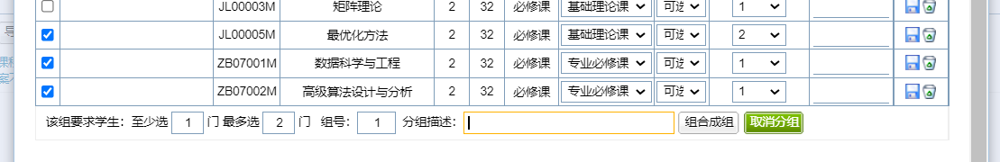 JL00003M 矩阵理论 2 32 必修课 基础理论课 可选 1
导
JL00005M 最优化方法 2 32 必修课 基础理论课 可选 2
课程
ZB07001M 数据科学与工程 2 32 必修课 专业必修课 可选 1
案
ZB07002M 高级算法设计与分析 2 32 必修课 专业必修课 可选 1
该组要求学生：至少选 1 门 最多选 2 门 组号： 1 分组描述： 组合成组 取消分组